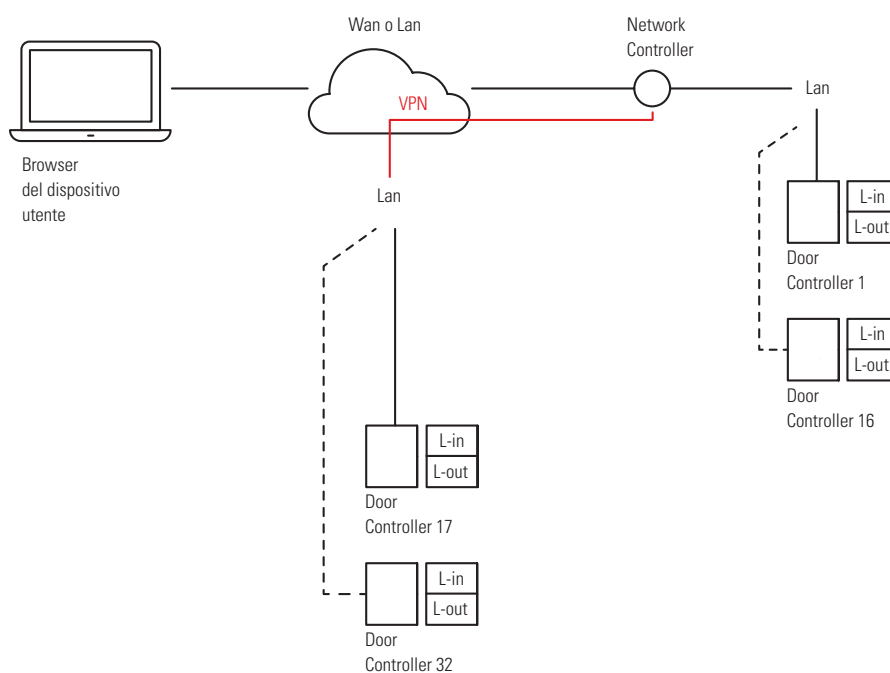 Wan o Lan
Network
Controller
VPN
Lan
Browser
del dispositivo
utente
Lan
L-in
L-out
Door
Controller 1
L-in
L-out
Door
Controller 16
L-in
L-out
Door
Controller 17
L-in
L-out
Door
Controller 32